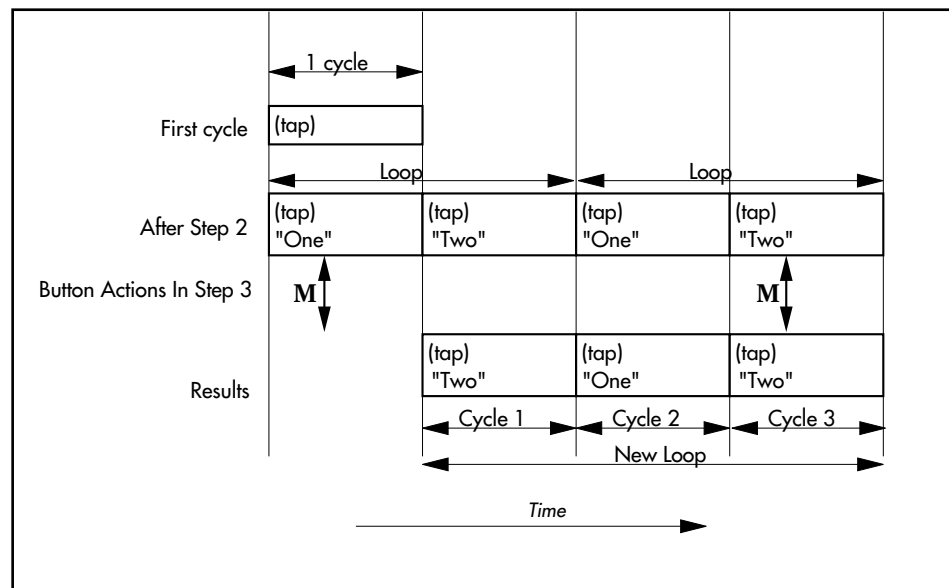 1 cycle
First cycle
(tap)
Loop
Loop
After Step 2
(tap)
"One"
(tap)
"Two"
(tap)
"One"
(tap)
"Two"
Button Actions In Step 3
M
M
Results
(tap)
"Two"
(tap)
"One"
(tap)
"Two"
Cycle 1
Cycle 2
Cycle 3
New Loop
Time